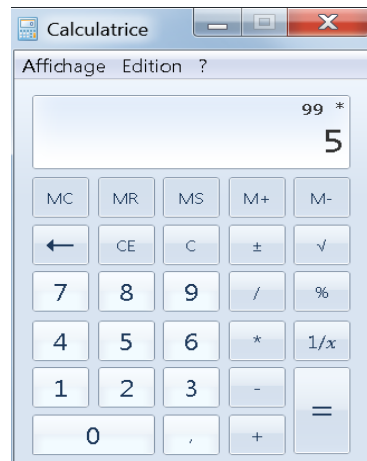 Calculatrice
Affichage Edition ?
99 *
5
MC MR MS M+ M-
← CE C ± √
7 8 9 / %
4 5 6 * 1/x
1 2 3 - =
0 , +